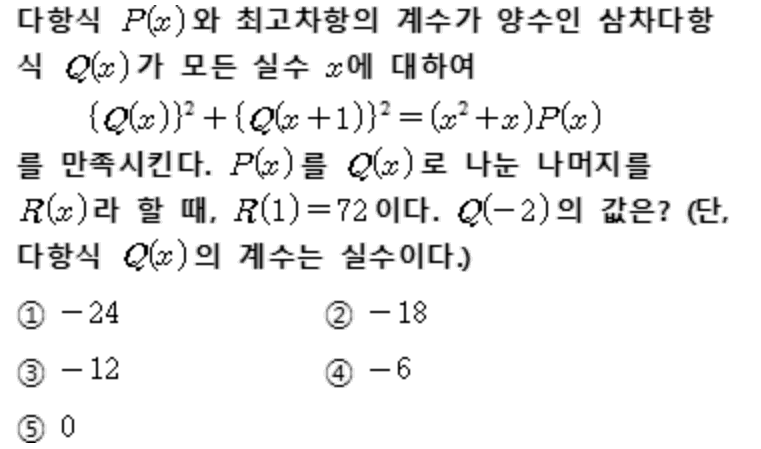 다항식 P(x)와 최고차항의 계수가 양수인 삼차다항
식 Q(x)가 모든 실수 x에 대하여
{Q(x)}²+{Q(x+1)}²=(x²+x)P(x)
를 만족시킨다. P(x)를 Q(x)로 나눈 나머지를
R(x)라 할 때, R(1)=72이다. Q(-2)의 값은? (단,
다항식 Q(x)의 계수는 실수이다.)
① -24 ② -18
③ -12 ④ -6
⑤ 0